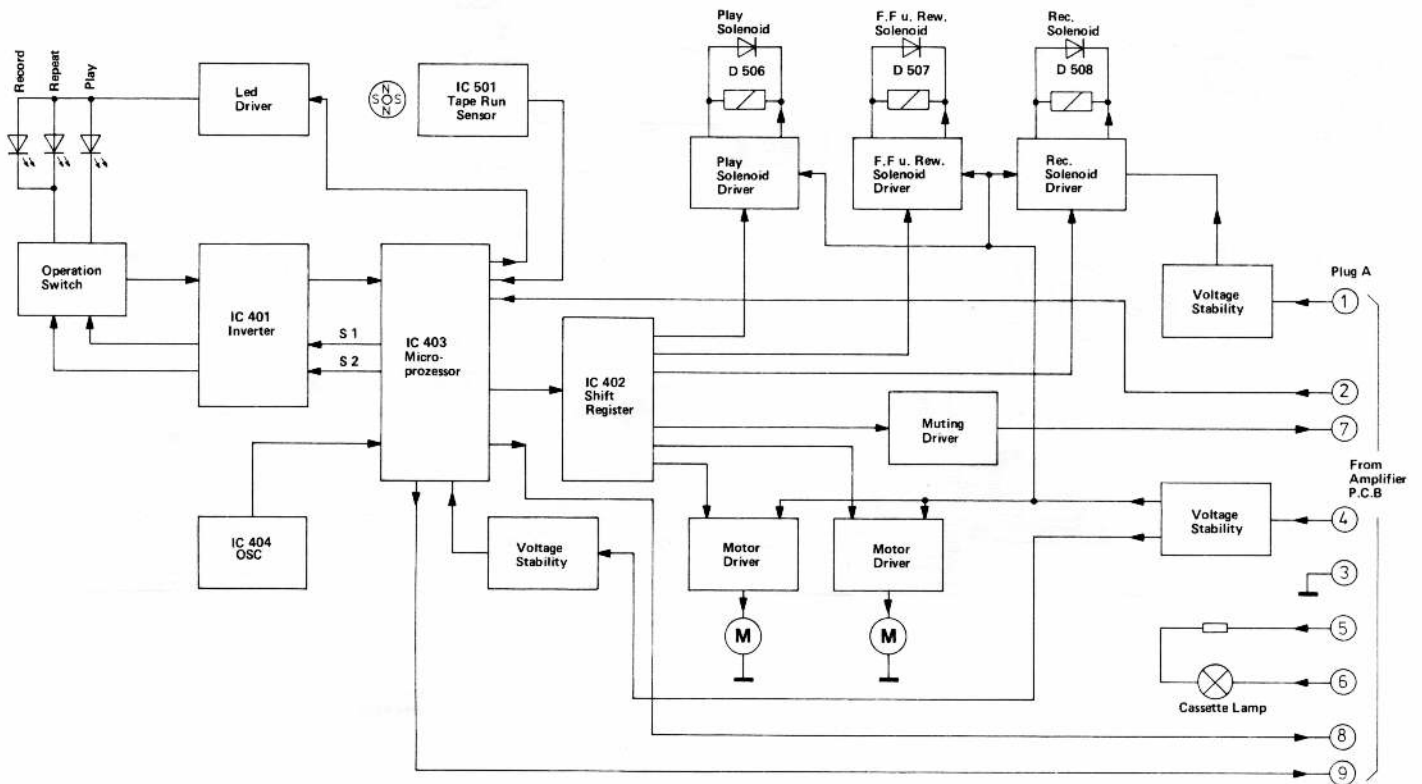 Play
Solenoid
F.F u. Rew.
Solenoid
Rec.
Solenoid
Record
Repeat
Play
Led
Driver
N
S S
N
IC 501
Tape Run
Sensor
D 506
D 507
D 508
Play
Solenoid
Driver
F.F u. Rew.
Solenoid
Driver
Rec.
Solenoid
Driver
Operation
Switch
IC 401
Inverter
S 1
S 2
IC 403
Micro-
prozessor
IC 402
Shift
Register
Voltage
Stability
Plug A
1
2
7
Muting
Driver
From
Amplifier
P.C.B
IC 404
OSC
Voltage
Stability
Motor
Driver
Motor
Driver
Voltage
Stability
4
3
M
M
5
6
Cassette Lamp
8
9